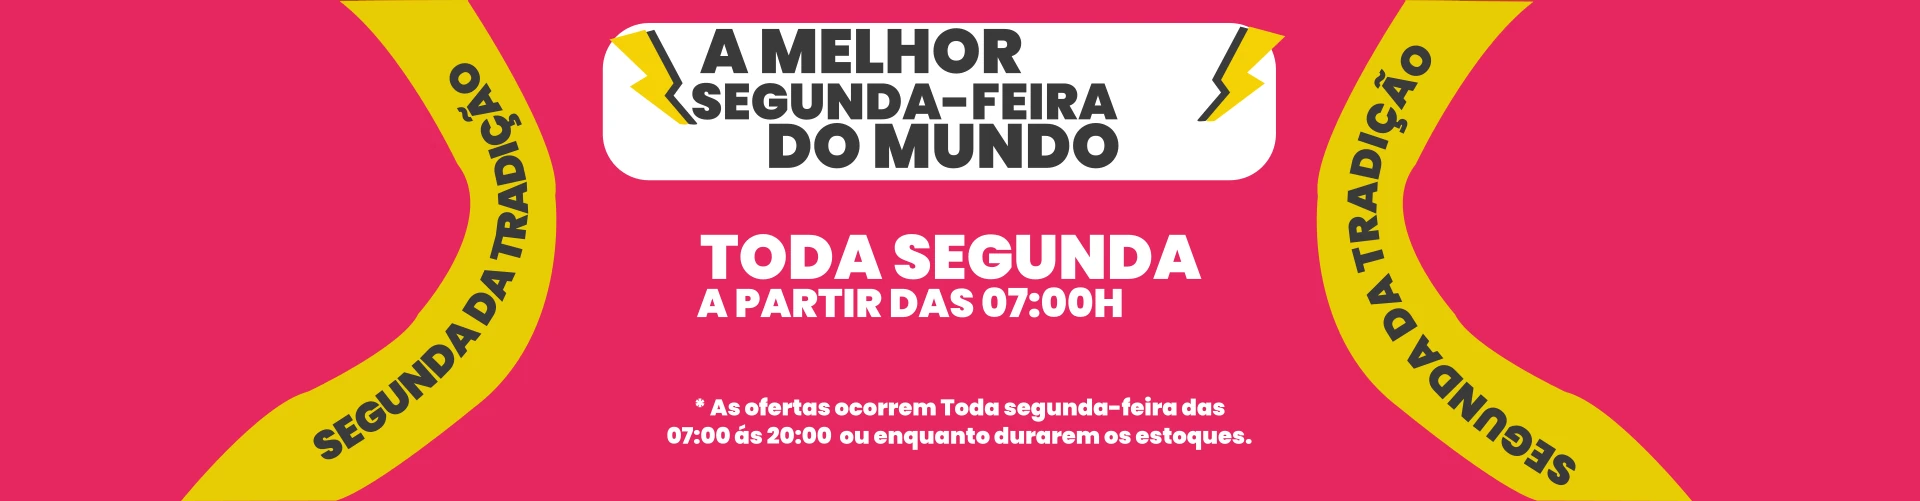 A MELHOR
SEGUNDA-FEIRA
DO MUNDO
SEGUNDA DA TRADIÇÃO
SEGUNDA DA TRADIÇÃO
TODA SEGUNDA
A PARTIR DAS 07:00H
* As ofertas ocorrem Toda segunda-feira das
07:00 ás 20:00 ou enquanto durarem os estoques.